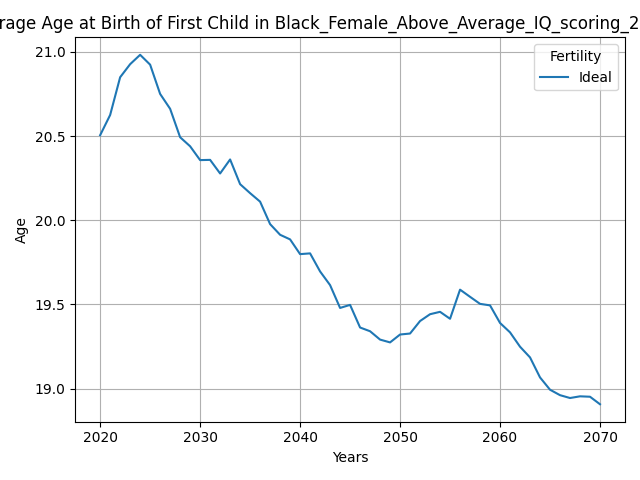 Age at Birth of First Child in Black_Female_Above_Average_IQ_scoring_2
Fertility
Ideal
21.0
20.5
20.0
19.5
19.0
Age
2020 2030 2040 2050 2060 2070
Years